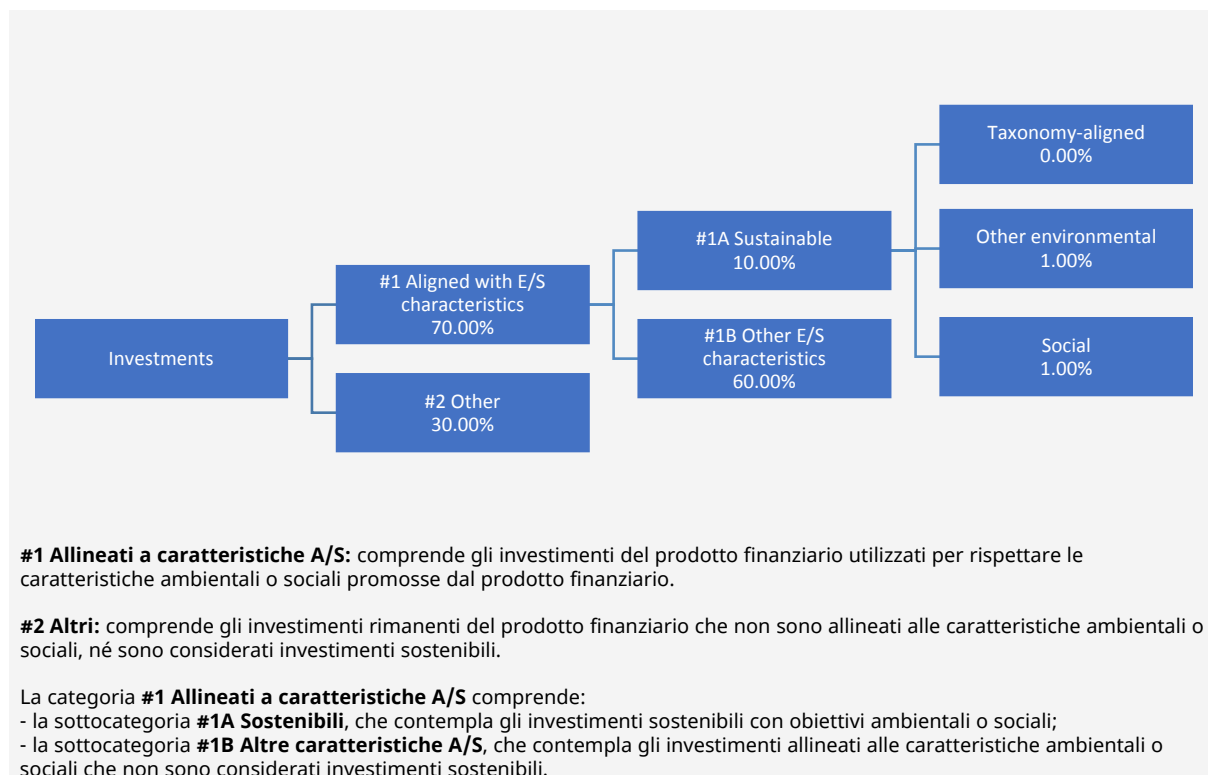 Taxonomy-aligned
0.00%
#1A Sustainable
10.00%
Other environmental
1.00%
#1 Aligned with E/S
characteristics
70.00%
Investments
#1B Other E/S
characteristics
60.00%
Social
1.00%
#2 Other
30.00%
#1 Allineati a caratteristiche A/S: comprende gli investimenti del prodotto finanziario utilizzati per rispettare le
caratteristiche ambientali o sociali promosse dal prodotto finanziario.
#2 Altri: comprende gli investimenti rimanenti del prodotto finanziario che non sono allineati alle caratteristiche ambientali o
sociali, né sono considerati investimenti sostenibili.
La categoria #1 Allineati a caratteristiche A/S comprende:
- la sottocategoria #1A Sostenibili, che contempla gli investimenti sostenibili con obiettivi ambientali o sociali;
- la sottocategoria #1B Altre caratteristiche A/S, che contempla gli investimenti allineati alle caratteristiche ambientali o
sociali che non sono considerati investimenti sostenibili.